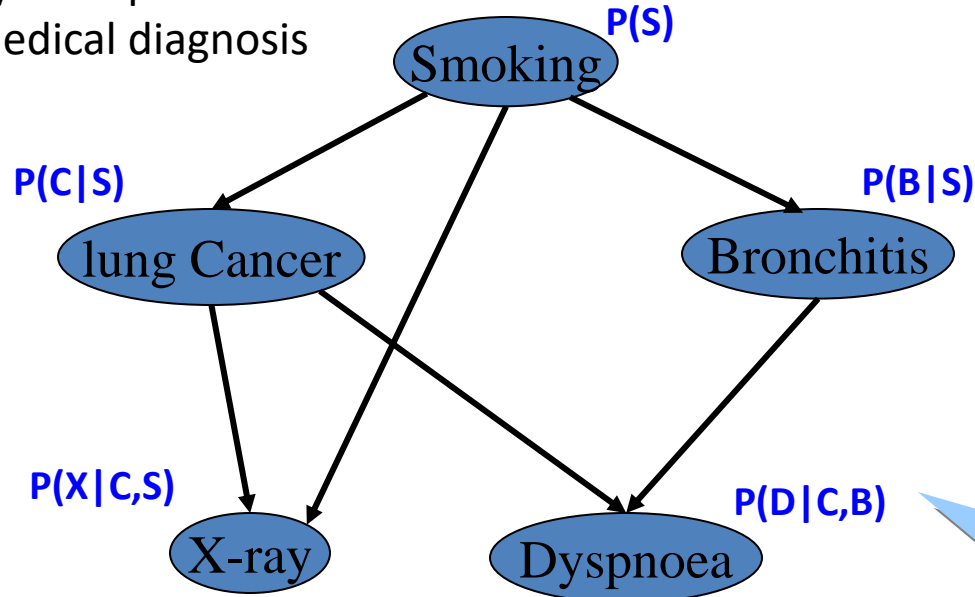 edical diagnosis
P(S)
Smoking
P(C|S)
P(B|S)
lung Cancer
Bronchitis
P(X|C,S)
P(D|C,B)
X-ray
Dyspnoea